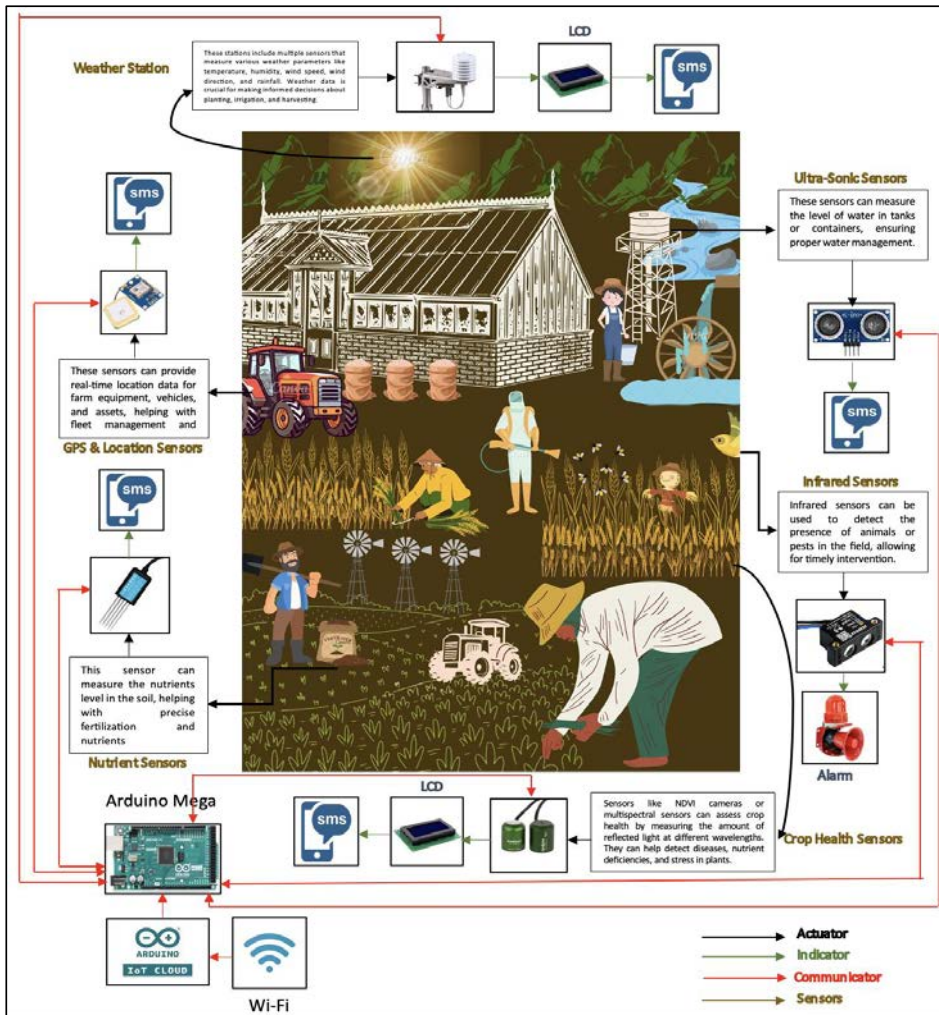 LCD
Weather Station
These stations include multiple sensors that
measure various weather parameters like
temperature, humidity, wind speed, wind
direction, and rainfall. Weather data is
crucial for making informed decisions about
planting, irrigation, and harvesting.
sms
sms
Ultra-Sonic Sensors
These sensors can measure
the level of water in tanks
or containers, ensuring
proper water management.
sms
These sensors can provide
real-time location data for
farm equipment, vehicles,
and assets, helping with
fleet management and
GPS & Location Sensors
sms
Infrared Sensors
Infrared sensors can be
used to detect the
presence of animals or
pests in the field, allowing
for timely intervention.
Alarm
This sensor can
measure the nutrients
level in the soil, helping
with precise
fertilization and
nutrients
Nutrient Sensors
Arduino Mega
LCD
sms
Sensors like NDVI cameras or
multispectral sensors can assess crop
health by measuring the amount of
reflected light at different wavelengths.
They can help detect diseases, nutrient
deficiencies, and stress in plants.
Crop Health Sensors
ARDUINO
IoT CLOUD
Wi-Fi
Actuator
Indicator
Communicator
Sensors